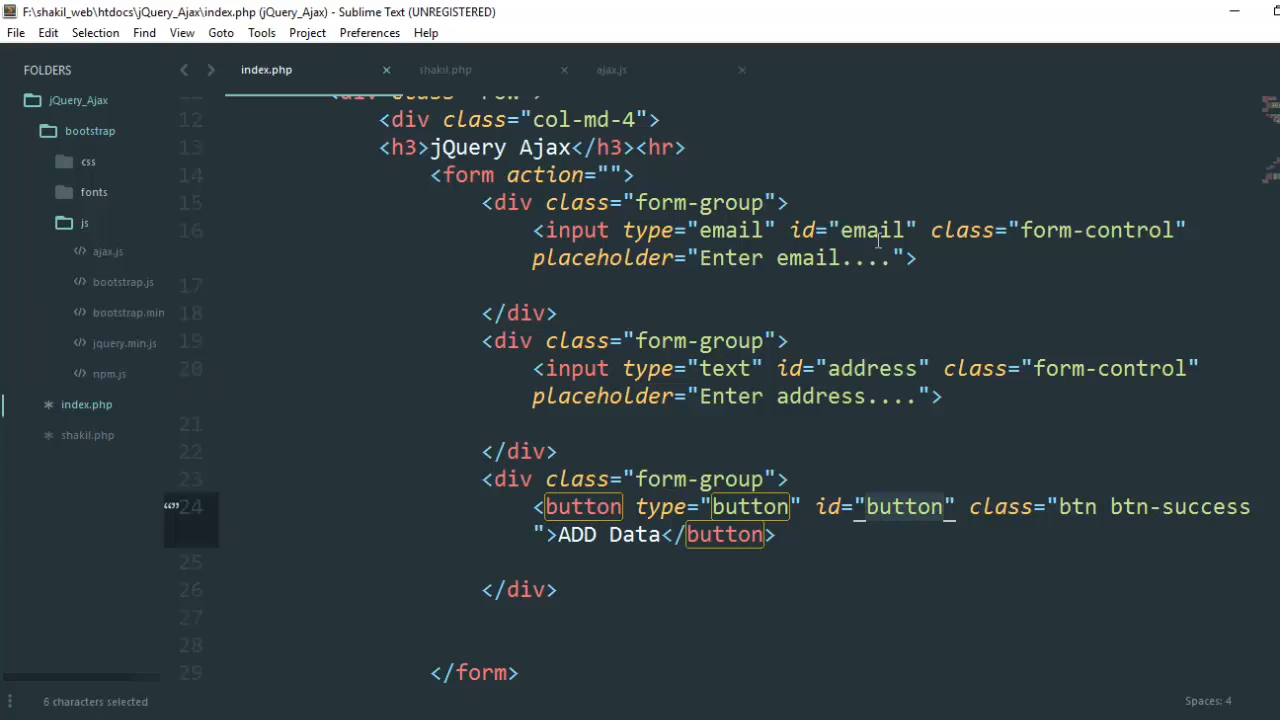 F:\shakil_web\htdocs\jQuery_Ajax\index.php (jQuery_Ajax) - Sublime Text (UNREGISTERED)
File Edit Selection Find View Goto Tools Project Preferences Help
FOLDERS
jQuery_Ajax
bootstrap
css
fonts
js
ajax.js
bootstrap.js
bootstrap.min
jquery.min.js
npm.js
index.php
shakil.php
index.php shakil.php ajax.js
12 <div class="col-md-4">
13 <h3>jQuery Ajax</h3><hr>
14 <form action="">
15 <div class="form-group">
16 <input type="email" id="email" class="form-control"
placeholder="Enter email....">
17
18 </div>
19 <div class="form-group">
20 <input type="text" id="address" class="form-control"
placeholder="Enter address....">
21
22 </div>
23 <div class="form-group">
24 <button type="button" id="button" class="btn btn-success
">ADD Data</button>
25
26 </div>
27
28
29 </form>
6 characters selected
Spaces: 4